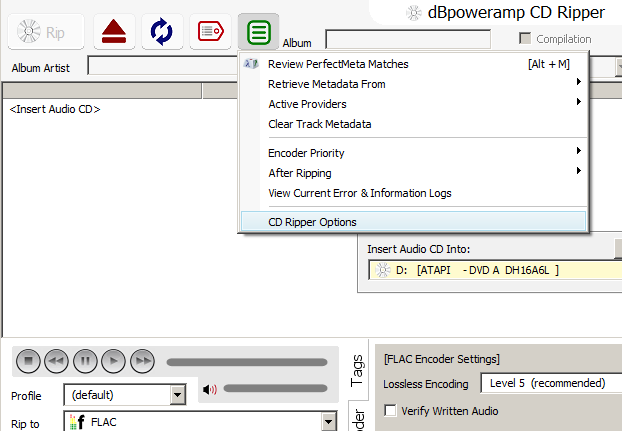 dBpoweramp CD Ripper
Rip
Album
Compilation
Album Artist
Review PerfectMeta Matches [Alt + M]
Retrieve Metadata From
Active Providers
Clear Track Metadata
<Insert Audio CD>
Encoder Priority
After Ripping
View Current Error & Information Logs
CD Ripper Options
Insert Audio CD Into:
D: [ATAPI - DVD A DH16A6L ]
Tags
[FLAC Encoder Settings]
Lossless Encoding Level 5 (recommended)
Profile (default)
Verify Written Audio
Rip to FLAC